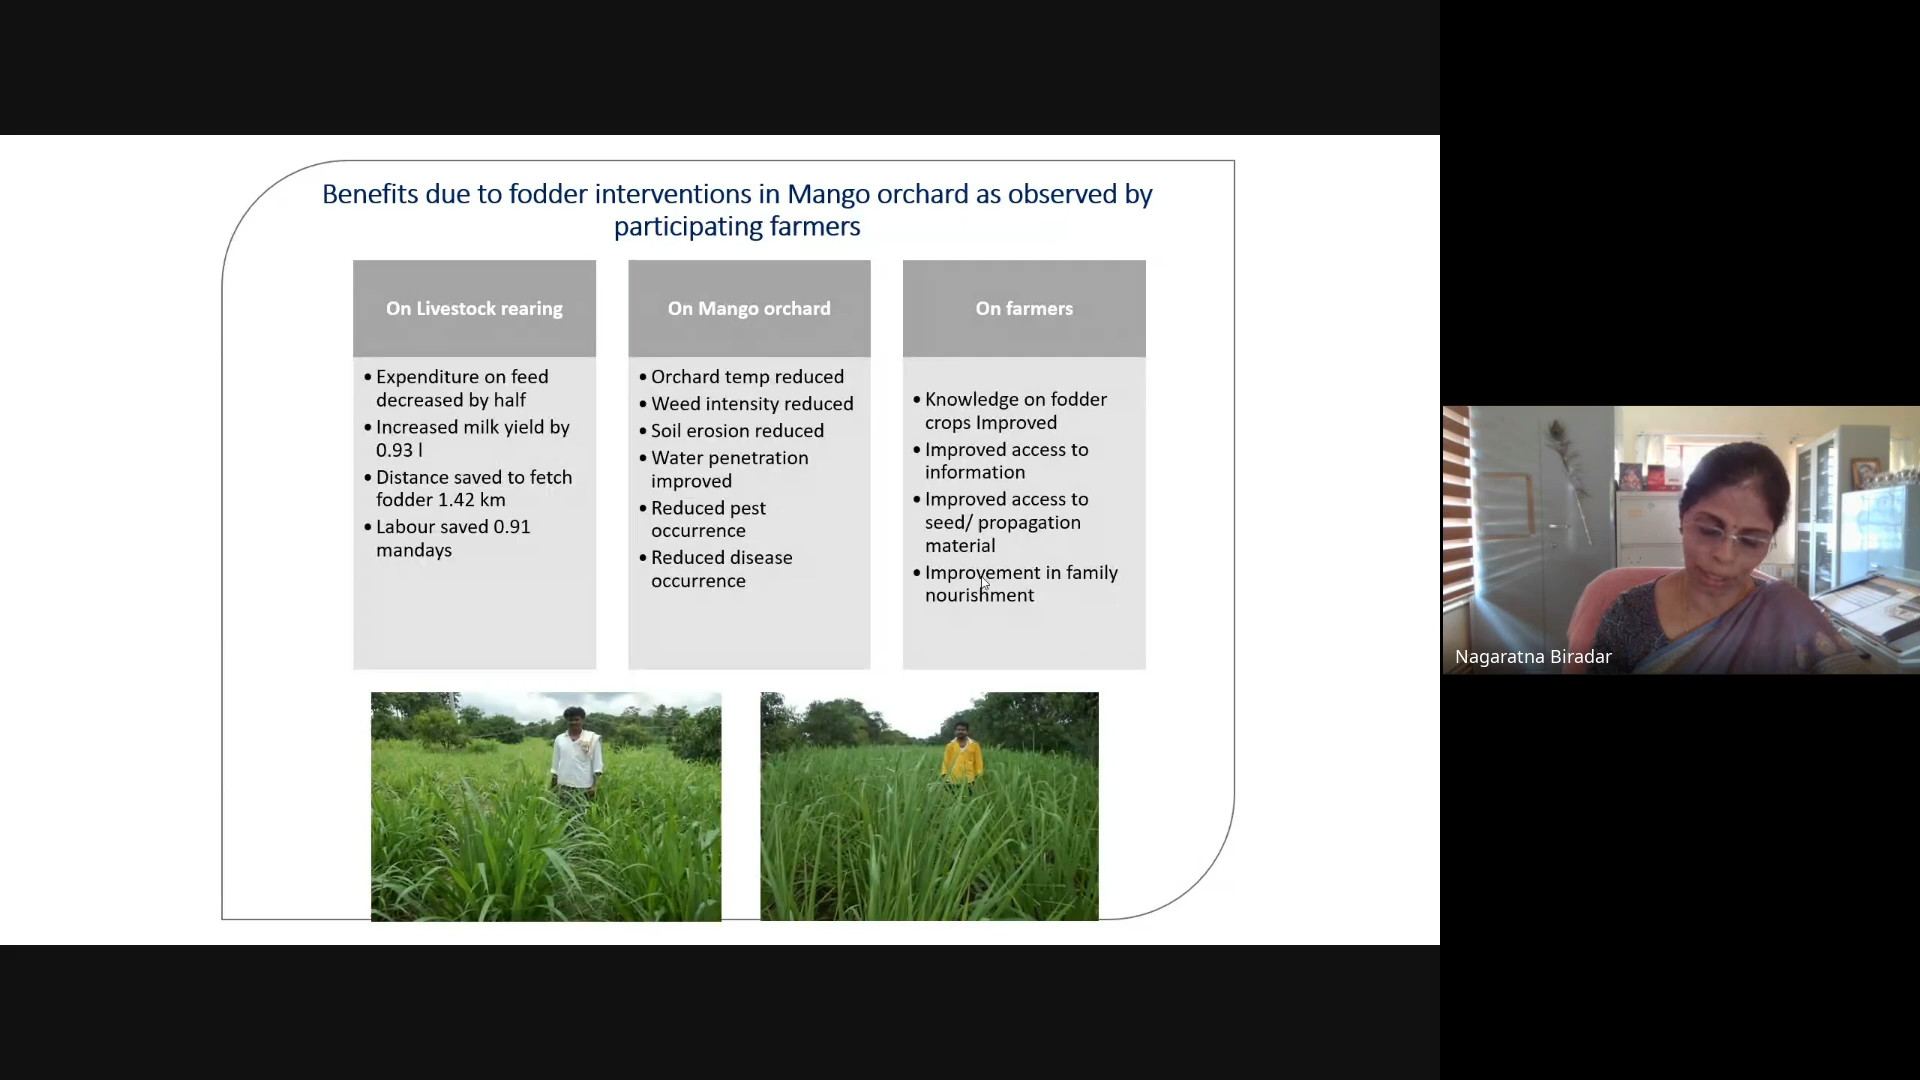 Benefits due to fodder interventions in Mango orchard as observed by
participating farmers
On Livestock rearing
• Expenditure on feed
decreased by half
• Increased milk yield by
0.93 l
• Distance saved to fetch
fodder 1.42 km
• Labour saved 0.91
mandays
On Mango orchard
• Orchard temp reduced
• Weed intensity reduced
• Soil erosion reduced
• Water penetration
improved
• Reduced pest
occurrence
• Reduced disease
occurrence
On farmers
• Knowledge on fodder
crops Improved
• Improved access to
information
• Improved access to
seed/ propagation
material
• Improvement in family
nourishment
Nagaratna Biradar